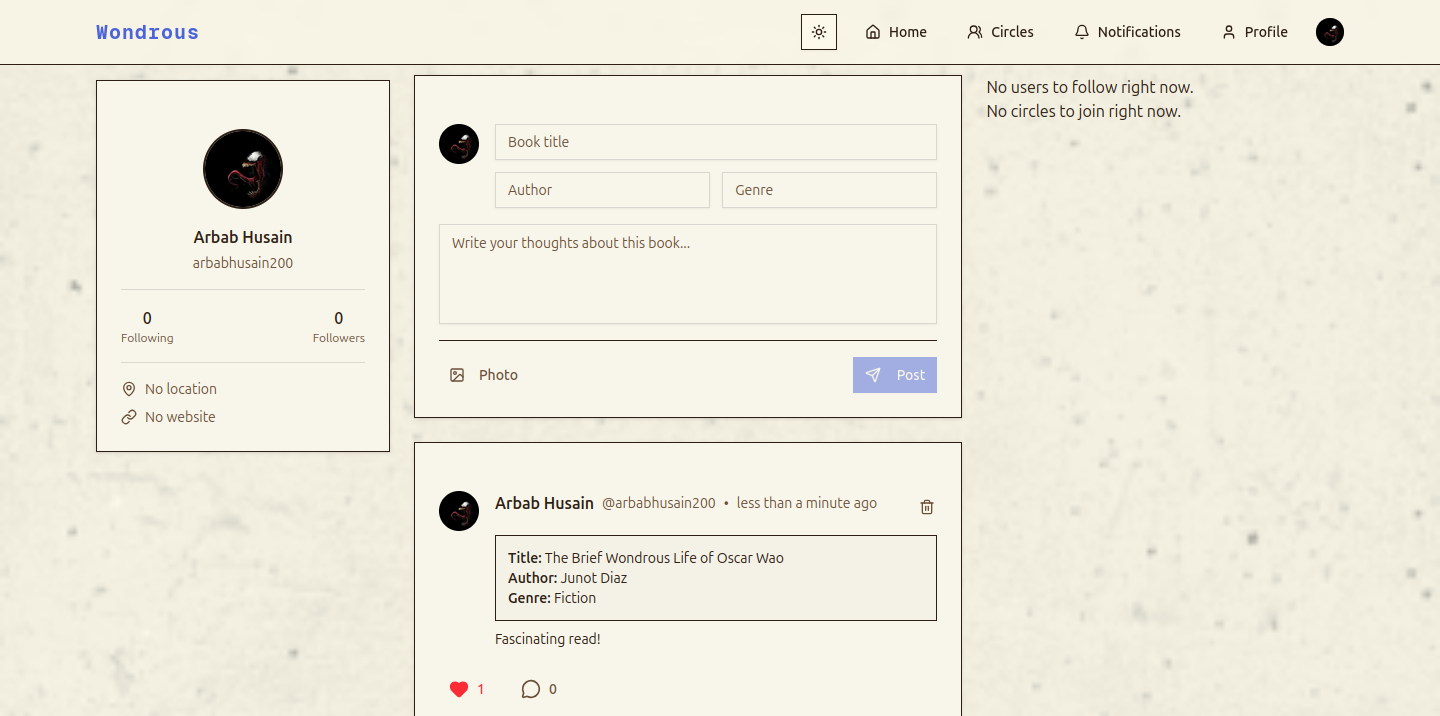 Wondrous
Home
Circles
Notifications
Profile
Arbab Husain
arbabhusain200
0
Following
0
Followers
No location
No website
Book title
Author
Genre
Write your thoughts about this book...
Photo
Post
Arbab Husain @arbabhusain200 • less than a minute ago
Title: The Brief Wondrous Life of Oscar Wao
Author: Junot Diaz
Genre: Fiction
Fascinating read!
1
0
No users to follow right now.
No circles to join right now.